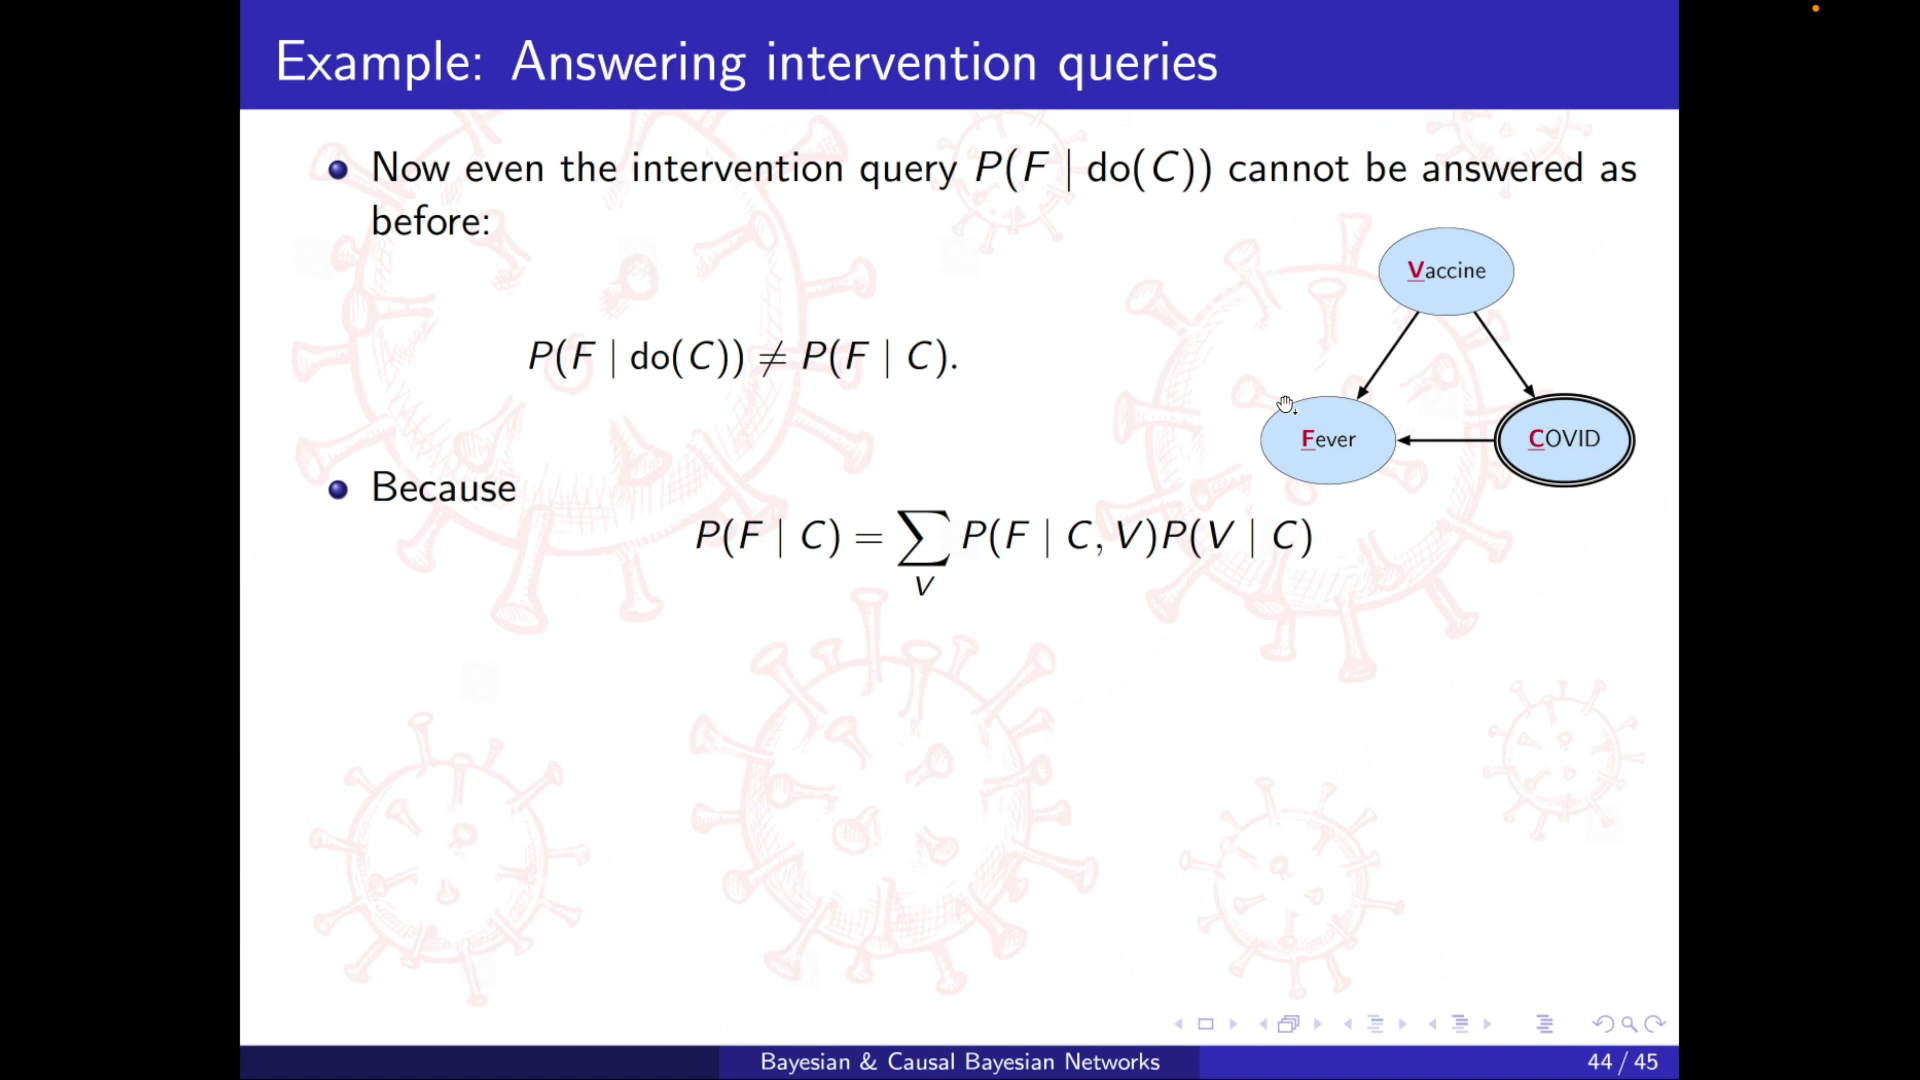 Example: Answering intervention queries
Now even the intervention query P(F | do(C)) cannot be answered as
before:
Vaccine
P(F | do(C)) ≠ P(F | C).
Fever
COVID
Because
P(F | C) = ∑ P(F | C, V)P(V | C)
V
Bayesian & Causal Bayesian Networks
44 / 45